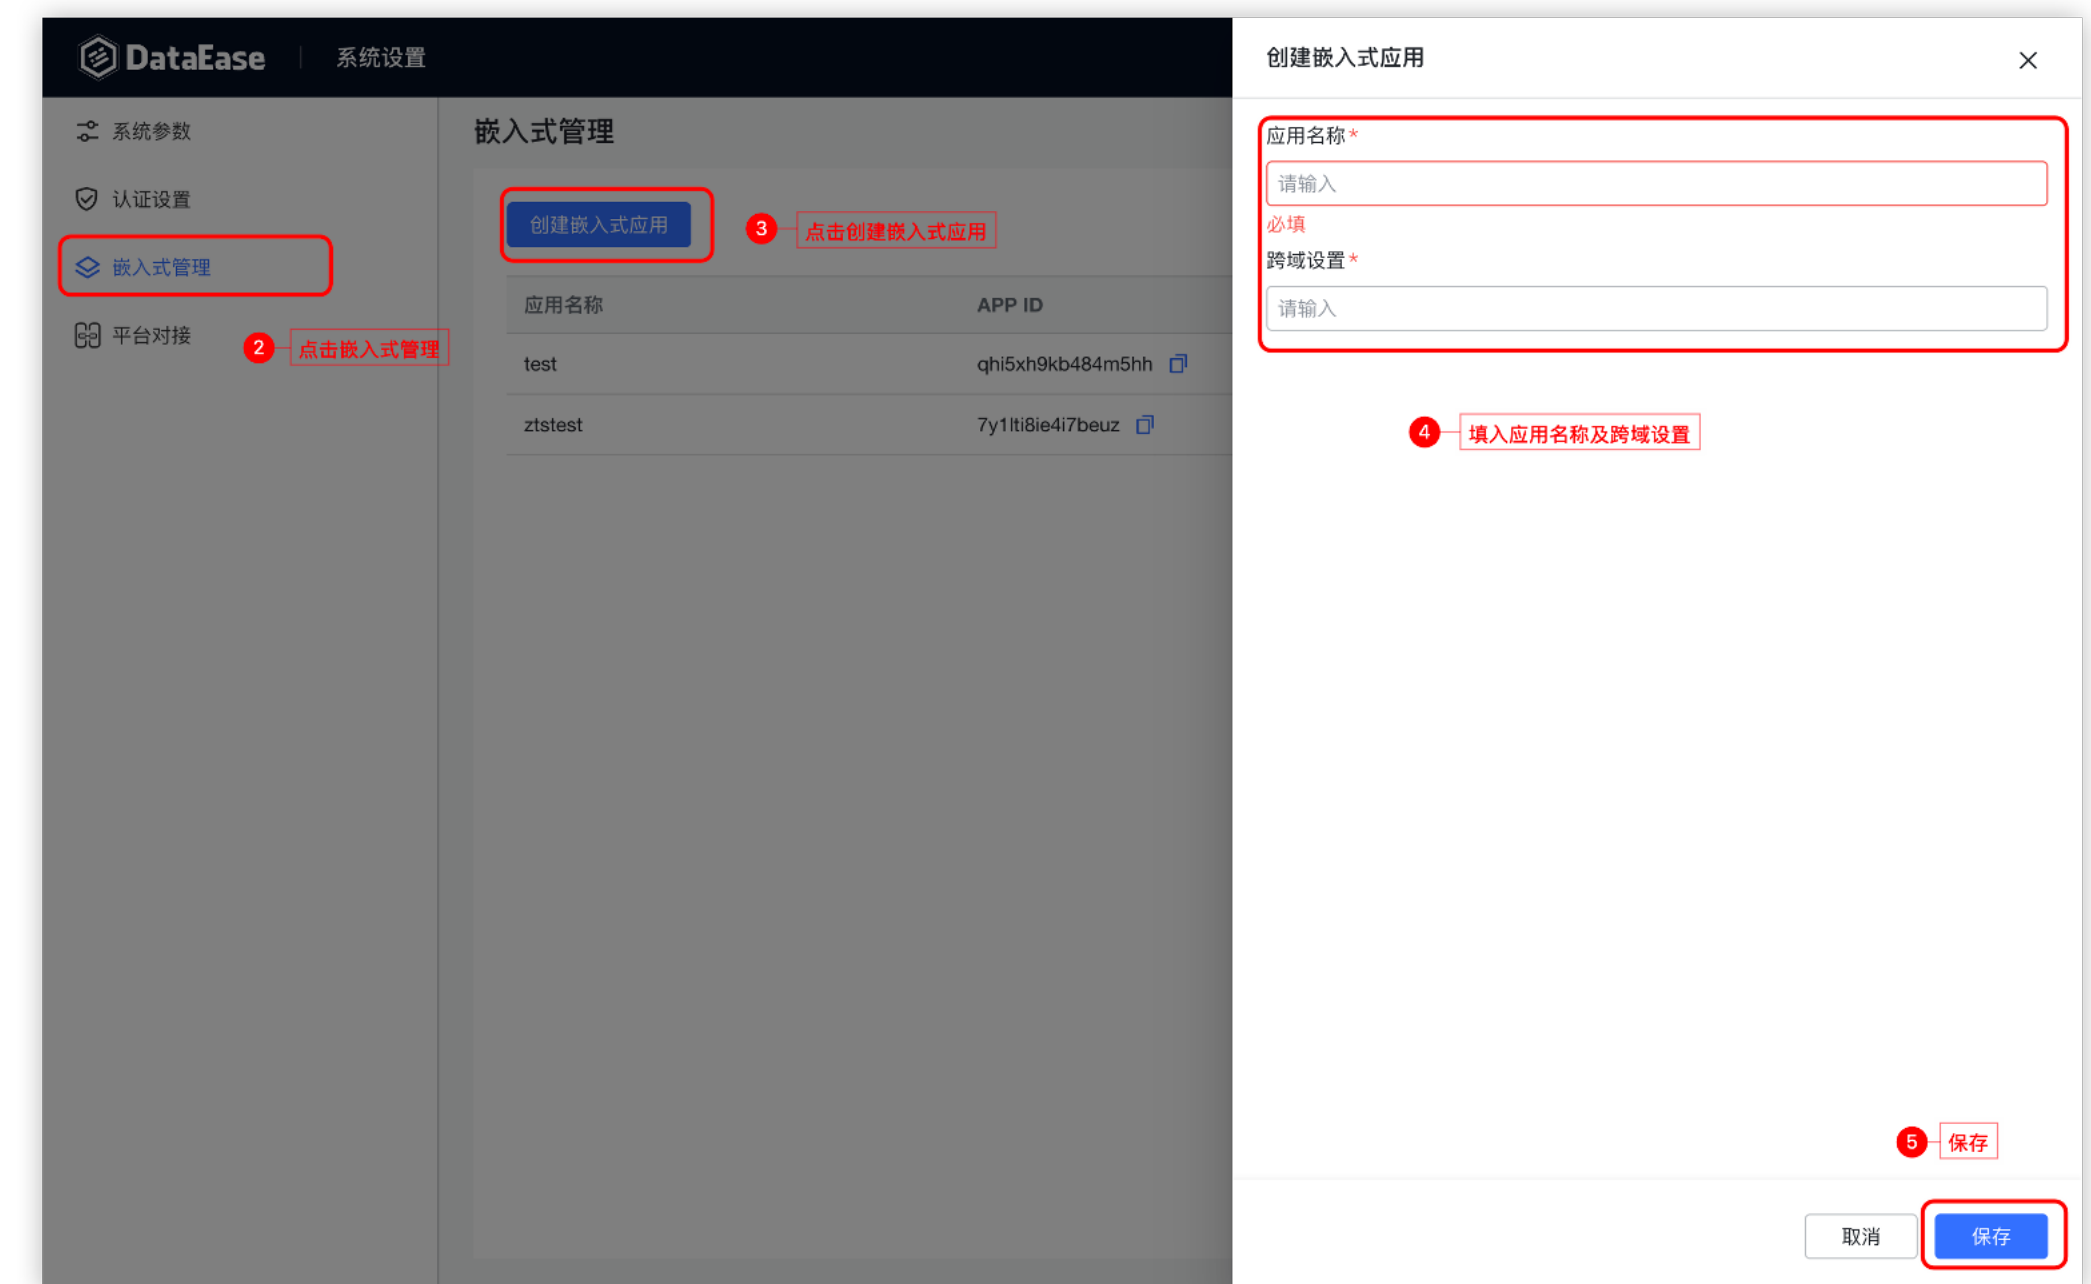 DataEase
系统设置
系统参数
认证设置
嵌入式管理
平台对接
2 点击嵌入式管理
嵌入式管理
创建嵌入式应用
3 点击创建嵌入式应用
应用名称 APP ID
test qhi5xh9kb484m5hh
ztstest 7y1lti8ie4i7beuz
创建嵌入式应用
应用名称*
请输入
必填
跨域设置*
请输入
4 填入应用名称及跨域设置
5 保存
取消 保存